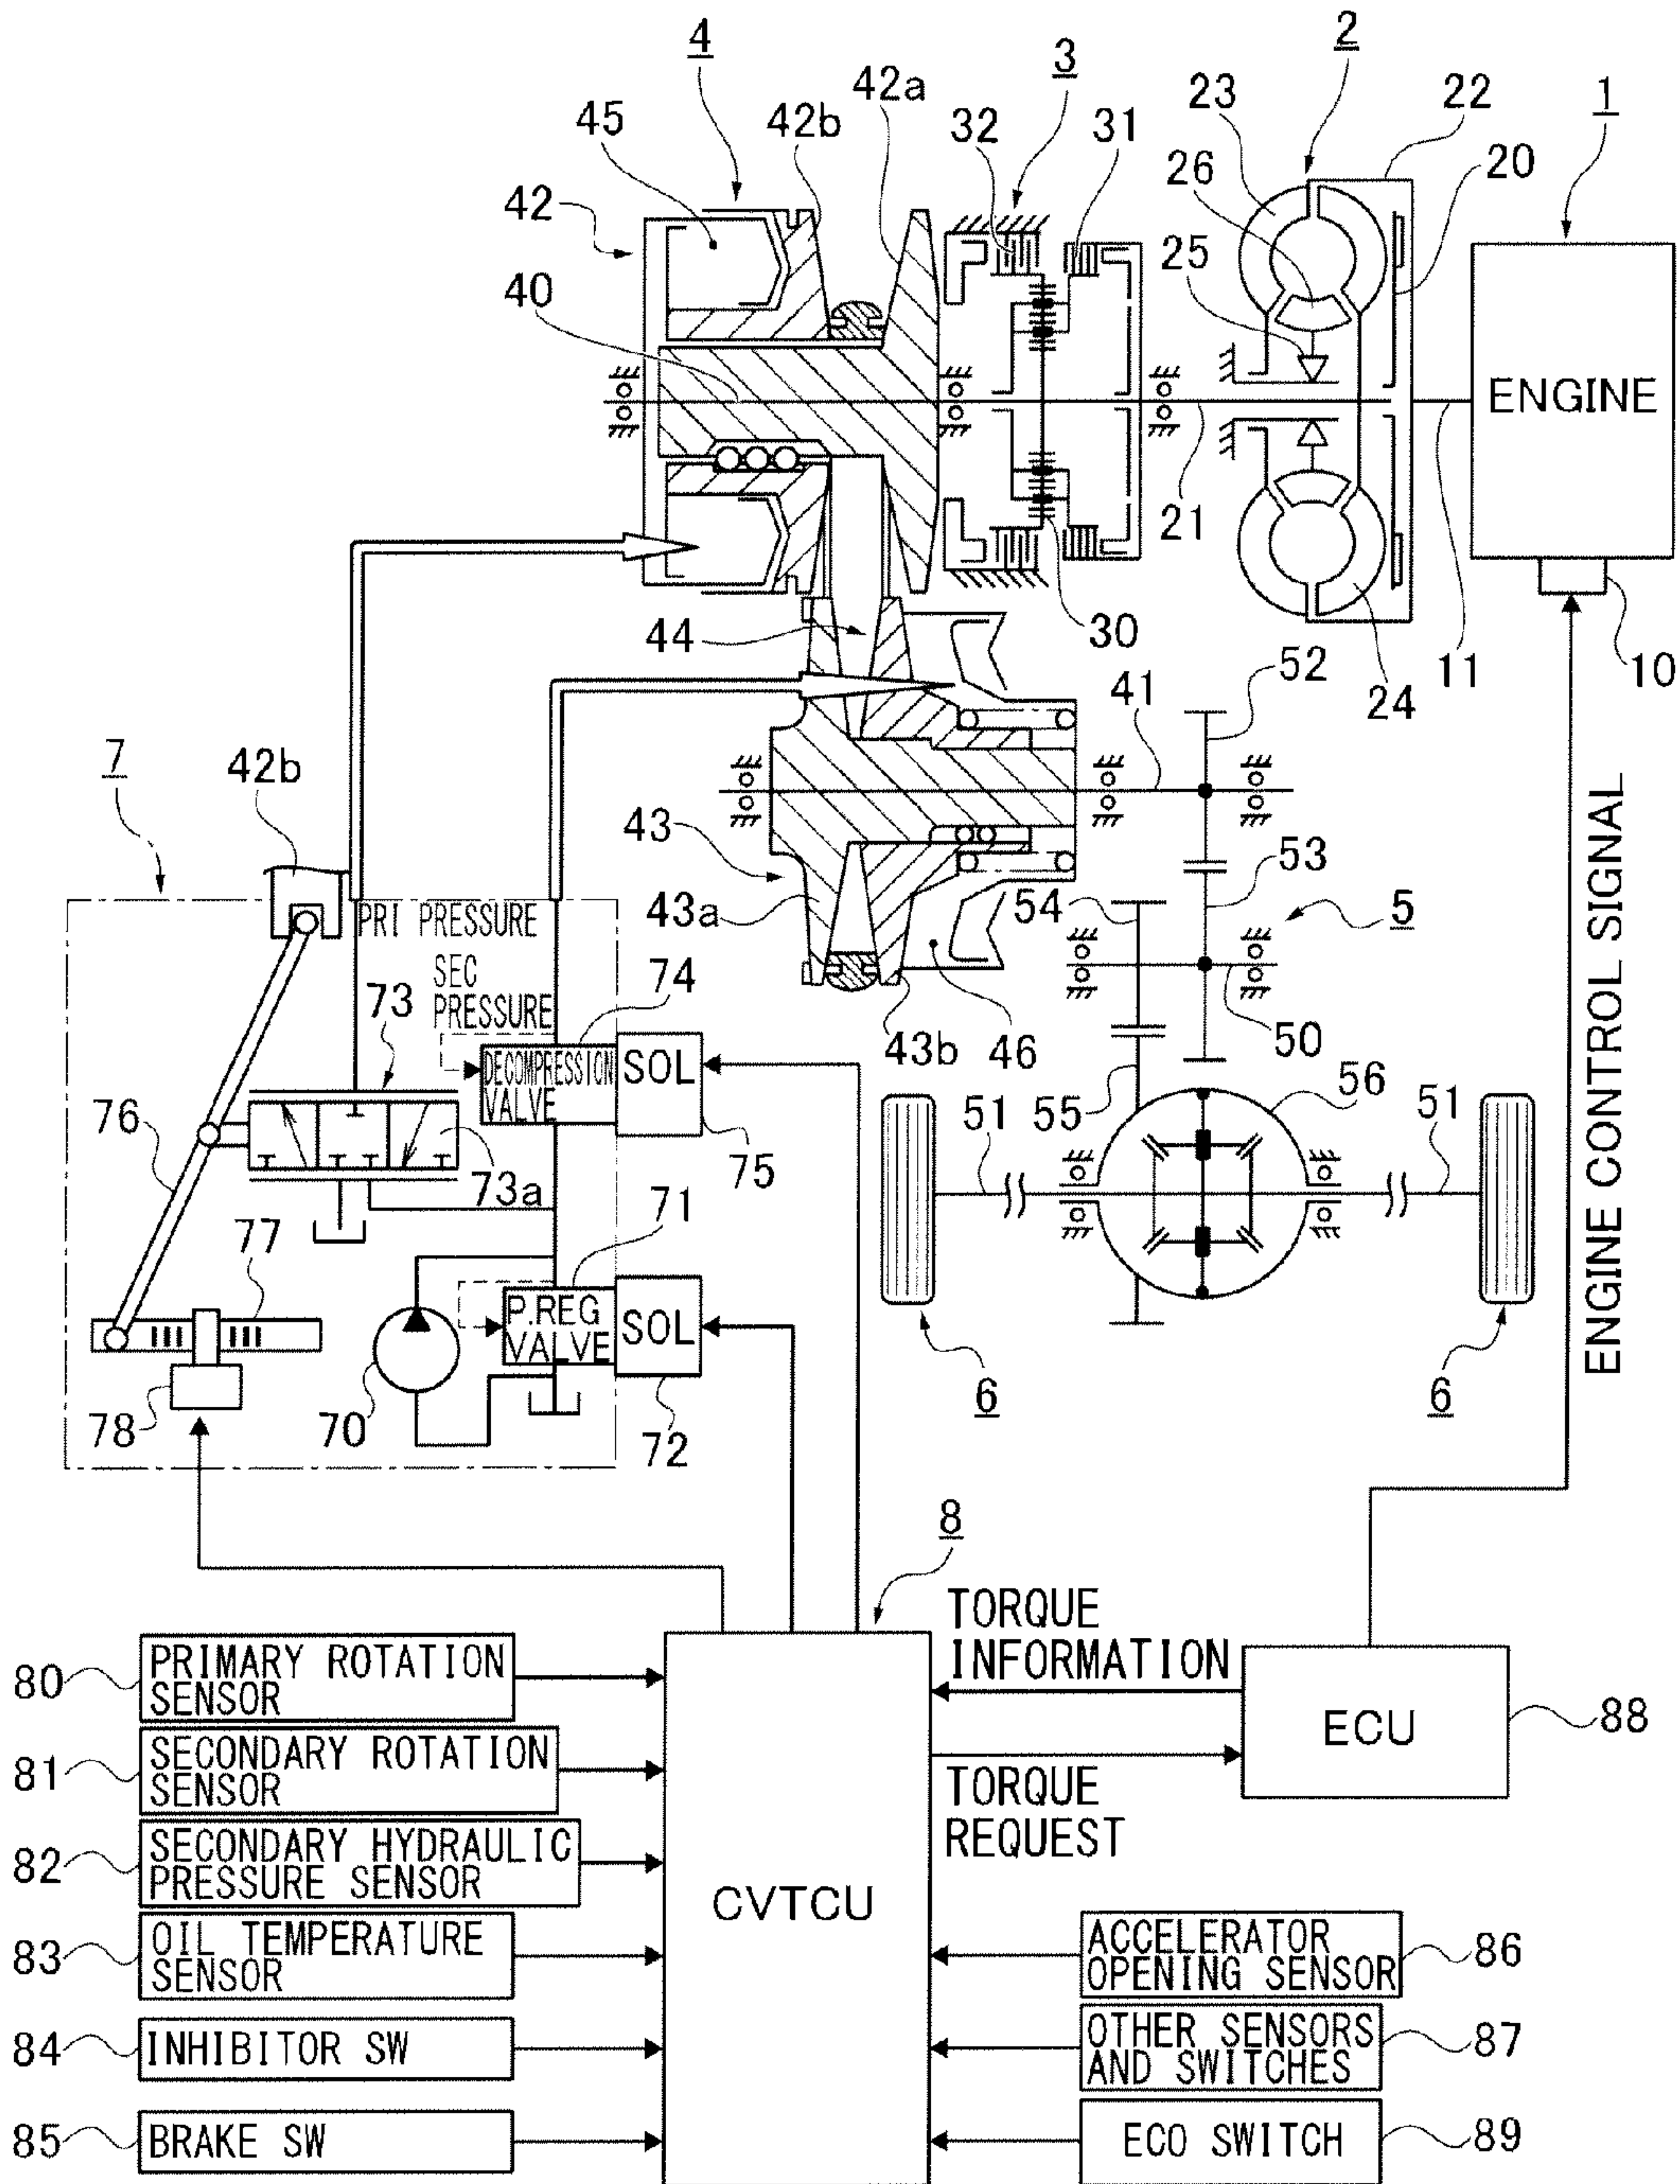 4
3
2
1
42a
42b
45
32
31
23
22
26
20
42
25
40
ENGINE
21
44
30
11
10
24
52
41
7
42b
43
53
43a
54
5
PRI PRESSURE
SEC
PRESSURE
74
73
DECOMPRESSION
VALVE
SOL
43b
46
50
76
75
55
56
51
51
73a
71
77
P.REG
VALVE
SOL
78
70
72
6
6
ENGINE CONTROL SIGNAL
8
TORQUE
INFORMATION
80
PRIMARY ROTATION
SENSOR
81
SECONDARY ROTATION
SENSOR
ECU
88
TORQUE
REQUEST
82
SECONDARY HYDRAULIC
PRESSURE SENSOR
CVTCU
83
OIL TEMPERATURE
SENSOR
ACCELERATOR
OPENING SENSOR
86
84
INHIBITOR SW
OTHER SENSORS
AND SWITCHES
87
85
BRAKE SW
ECO SWITCH
89